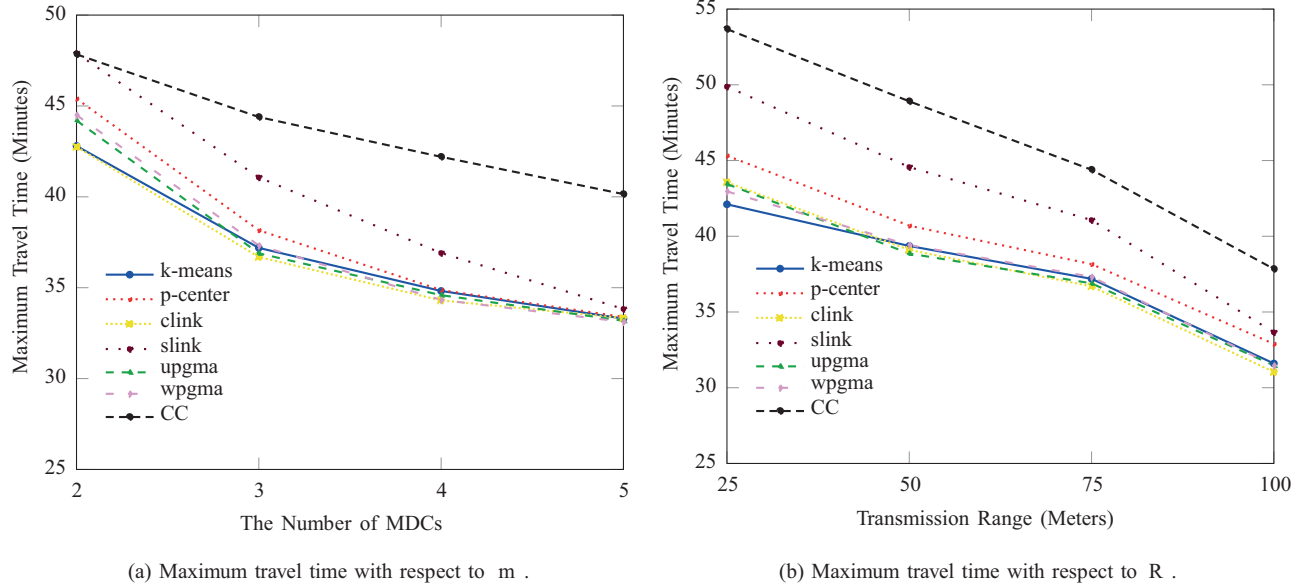 50
45
40
35
30
25
2
3
4
5
Maximum Travel Time (Minutes)
The Number of MDCs
k-means
p-center
clink
slink
upgma
wpgma
CC
(a) Maximum travel time with respect to m .
55
50
45
40
35
30
25
25
50
75
100
Maximum Travel Time (Minutes)
Transmission Range (Meters)
k-means
p-center
clink
slink
upgma
wpgma
CC
(b) Maximum travel time with respect to R .